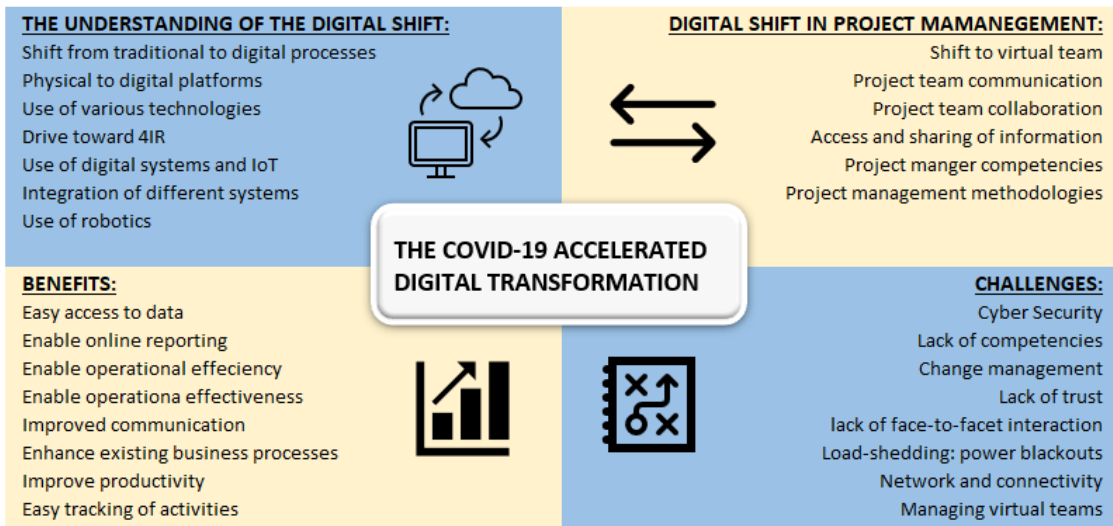 THE UNDERSTANDING OF THE DIGITAL SHIFT:
Shift from traditional to digital processes
Physical to digital platforms
Use of various technologies
Drive toward 4IR
Use of digital systems and IoT
Integration of different systems
Use of robotics
DIGITAL SHIFT IN PROJECT MAMANEGEMENT:
Shift to virtual team
Project team communication
Project team collaboration
Access and sharing of information
Project manger competencies
Project management methodologies
THE COVID-19 ACCELERATED
DIGITAL TRANSFORMATION
BENEFITS:
Easy access to data
Enable online reporting
Enable operational effeciency
Enable operationa effectiveness
Improved communication
Enhance existing business processes
Improve productivity
Easy tracking of activities
CHALLENGES:
Cyber Security
Lack of competencies
Change management
Lack of trust
lack of face-to-facet interaction
Load-shedding: power blackouts
Network and connectivity
Managing virtual teams